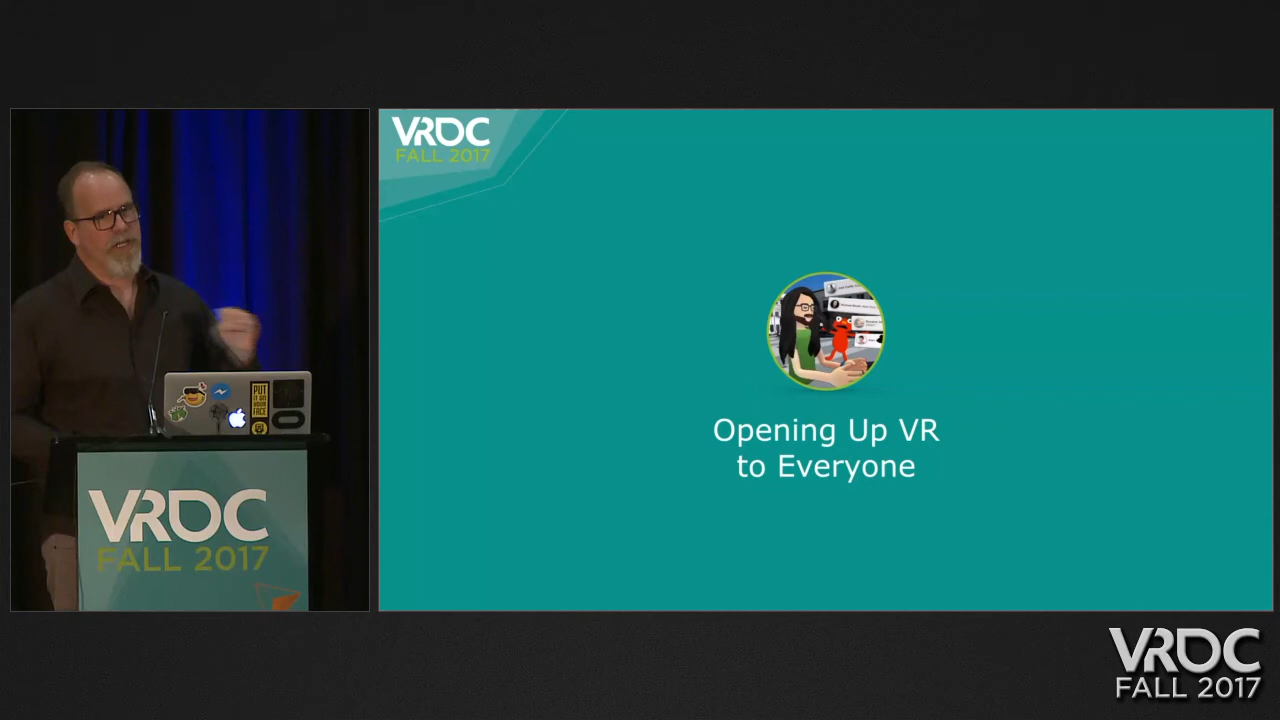 VRDC
FALL 2017
Opening Up VR
to Everyone
PUT
IT ON
YOUR
FACE
VRDC
FALL 2017
VRDC
FALL 2017